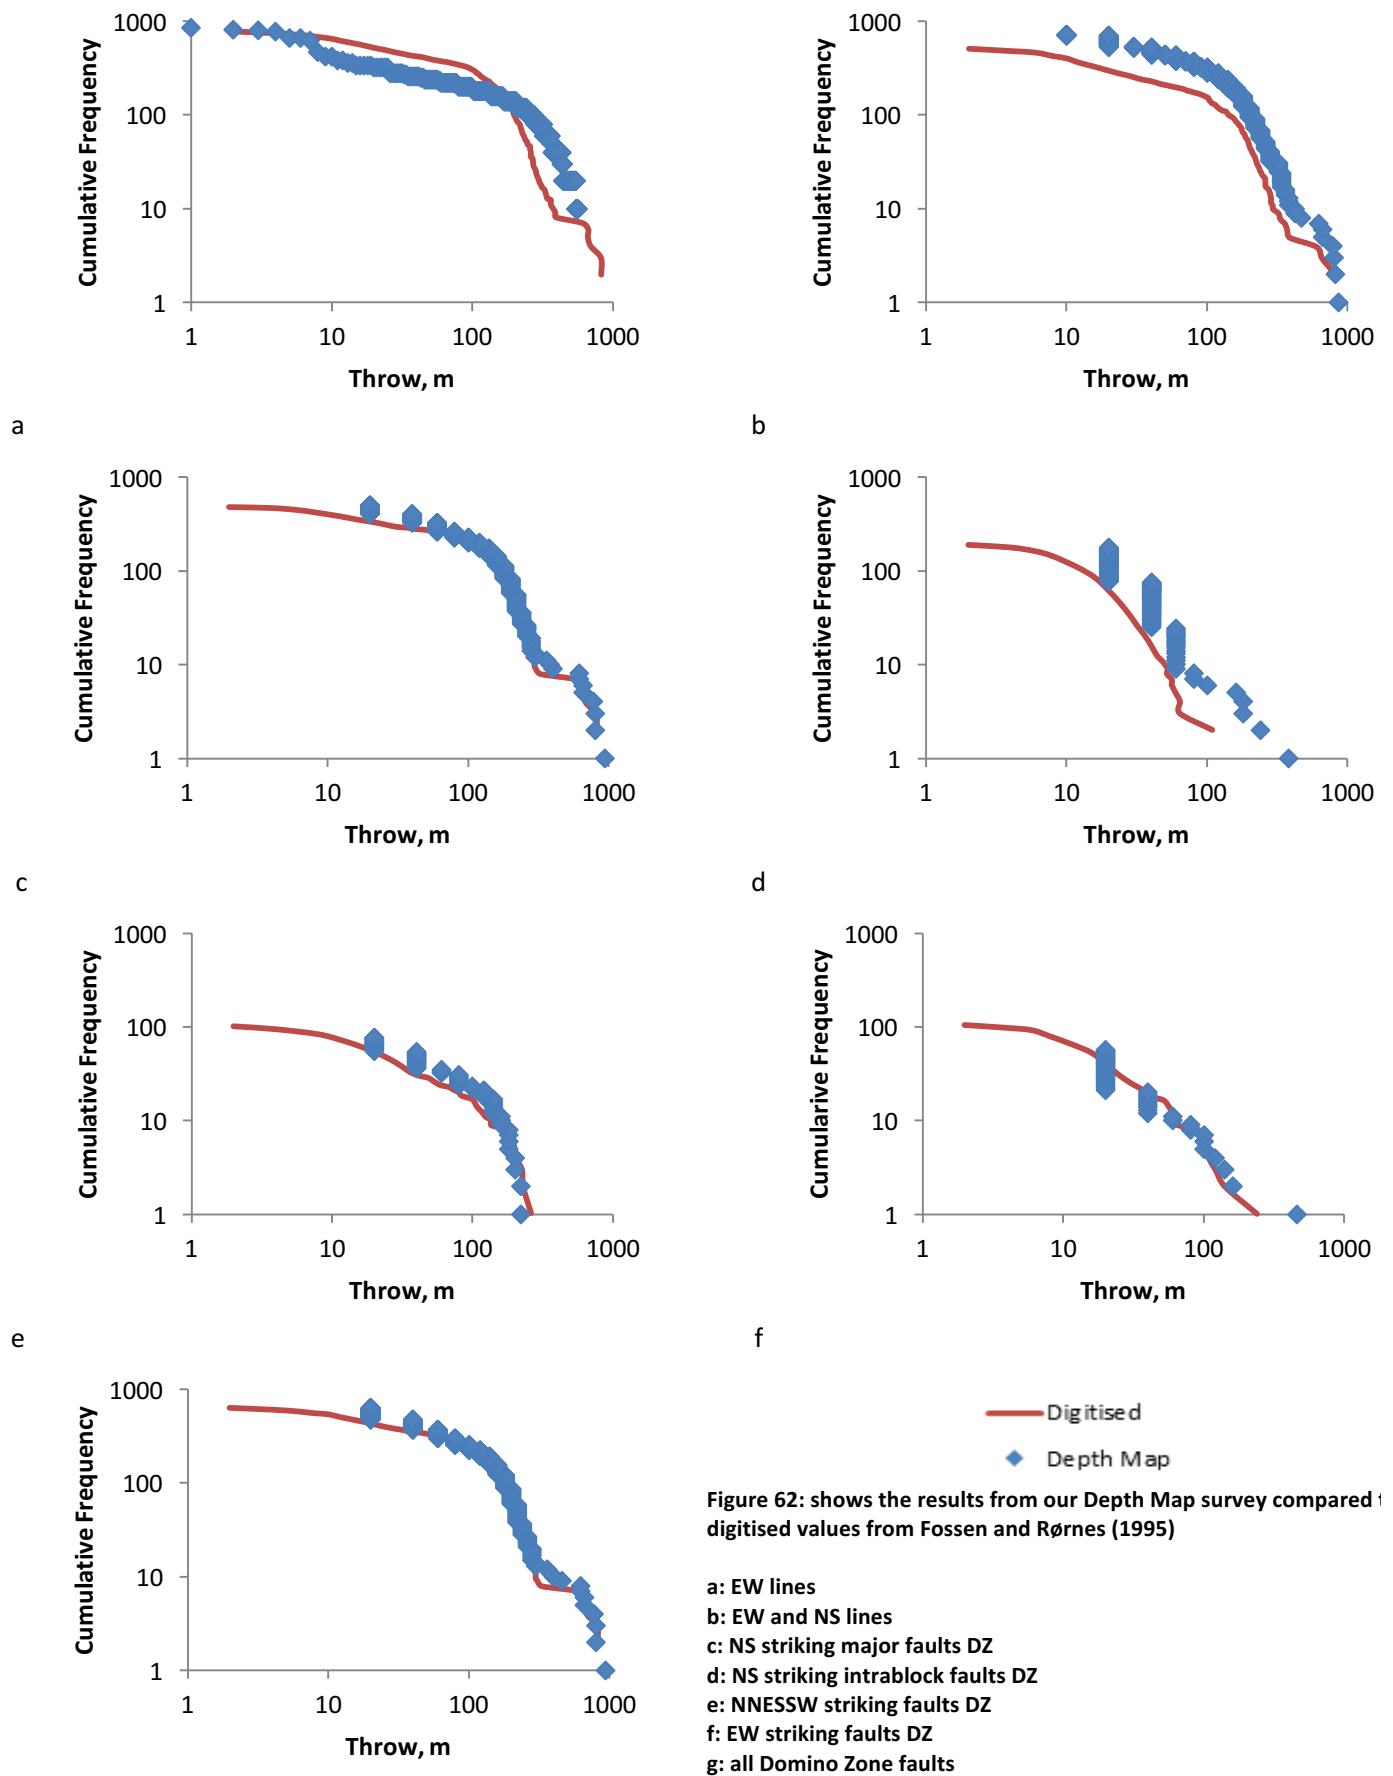 1000
100
10
1
Cumulative Frequency
1 10 100 1000
Throw, m
a
1000
100
10
1
Cumulative Frequency
1 10 100 1000
Throw, m
b
1000
100
10
1
Cumulative Frequency
1 10 100 1000
Throw, m
c
1000
100
10
1
Cumulative Frequency
1 10 100 1000
Throw, m
d
1000
100
10
1
Cumulative Frequency
1 10 100 1000
Throw, m
e
1000
100
10
1
Cumularive Frequency
1 10 100 1000
Throw, m
f
1000
100
10
1
Cumulative Frequency
1 10 100 1000
Throw, m
Digitised
Depth Map
Figure 62: shows the results from our Depth Map survey compared
digitised values from Fossen and Rørnes (1995)
a: EW lines
b: EW and NS lines
c: NS striking major faults DZ
d: NS striking intrablock faults DZ
e: NNESSW striking faults DZ
f: EW striking faults DZ
g: all Domino Zone faults